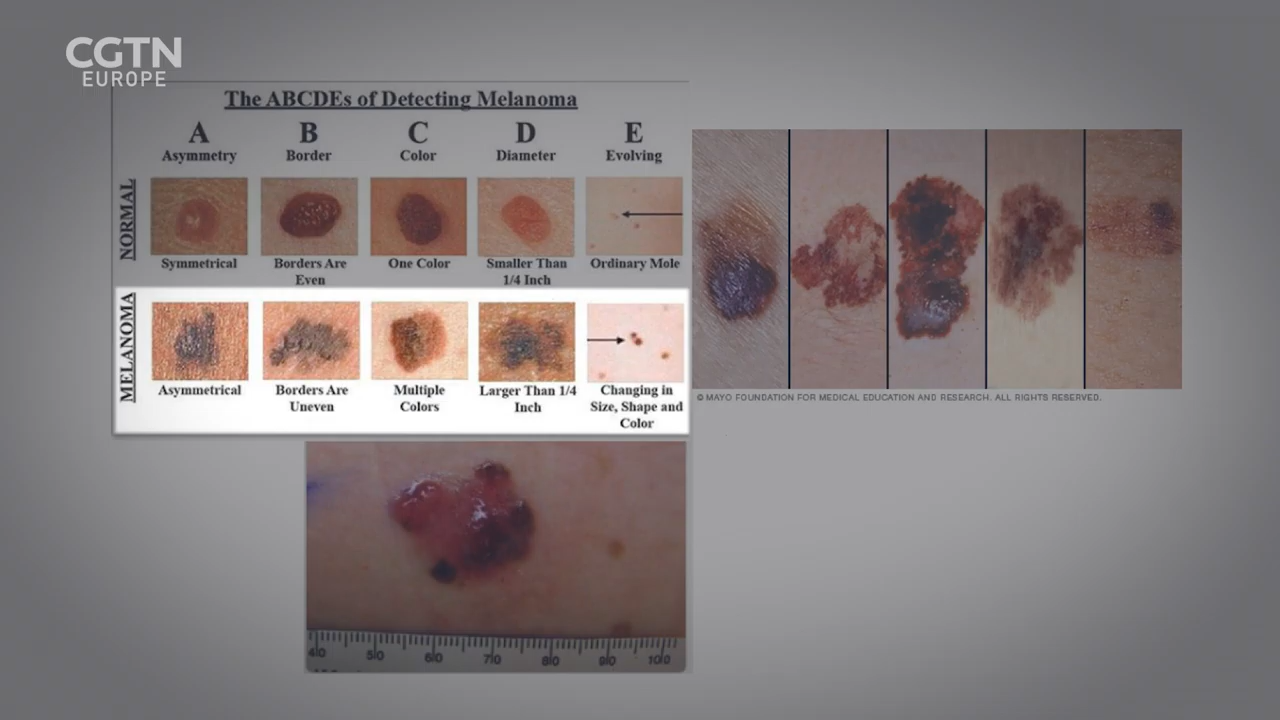 CGTN
EUROPE
The ABCDEs of Detecting Melanoma
A B C D E
Asymmetry Border Color Diameter Evolving
NORMAL
Symmetrical Borders Are One Color Smaller Than Ordinary Mole
Even 1/4 Inch
MELANOMA
Asymmetrical Borders Are Multiple Larger Than 1/4 Changing in
Uneven Colors Inch Size, Shape and
Color
© MAYO FOUNDATION FOR MEDICAL EDUCATION AND RESEARCH. ALL RIGHTS RESERVED.
40 50 60 70 80 90 100